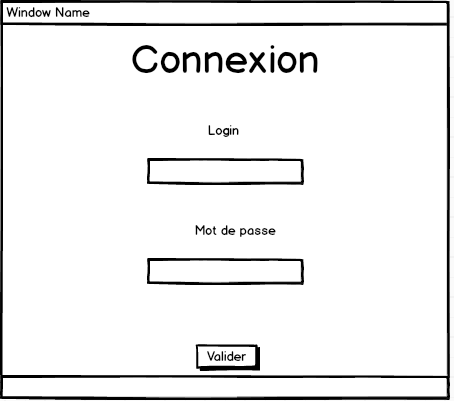 Window Name
Connexion
Login
Mot de passe
Valider